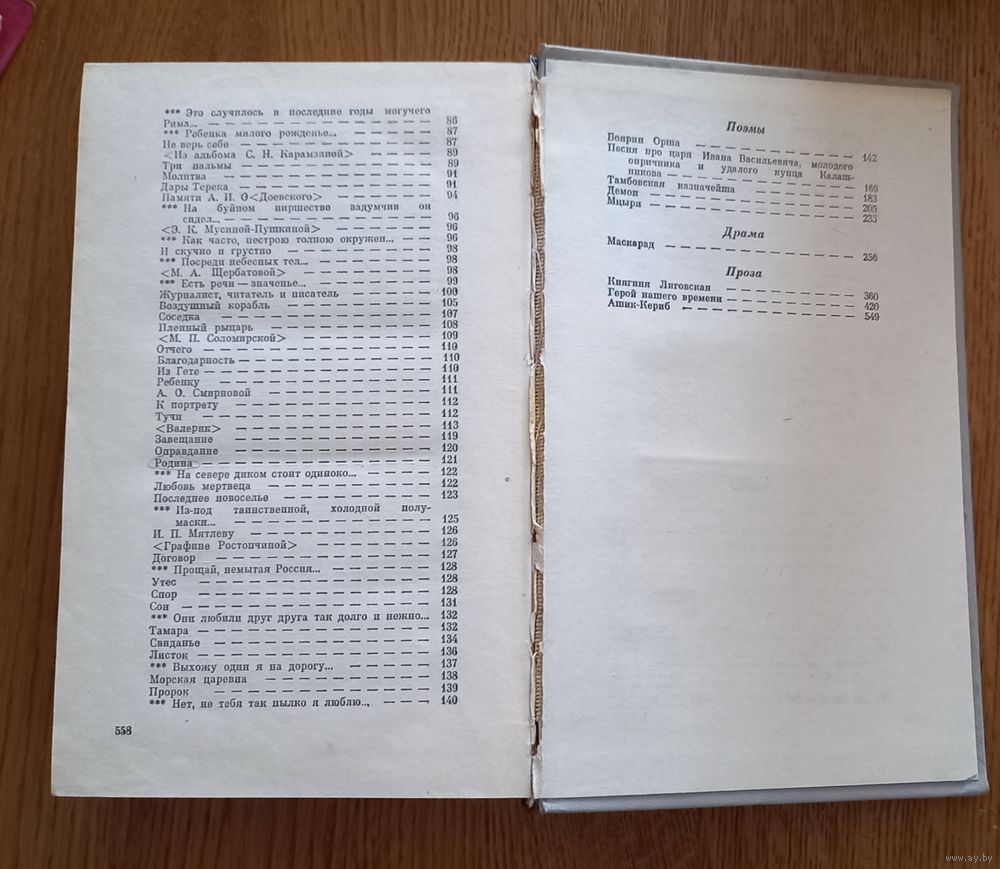 *** Это случилось в последние годы могучего
Рима... — — — — — — — — — — 86
*** Ребенка милого рожденье... — — — — — 87
Не верь себе — — — — — — — — — — 87
<Из альбома С. Н. Карамзиной> — — — — 89
Три пальмы — — — — — — — — — — 89
Молитва — — — — — — — — — — 91
Дары Терека — — — — — — — — — — 91
Памяти А. И. О<Доевского> — — — — — 94
*** На буйном пиршестве задумчив он
сидел... — — — — — — — — — — 96
<Э. К. Мусиной-Пушкиной> — — — — — 96
*** Как часто, пестрою толпою окружен... — — 96
И скучно и грустно — — — — — — — — 98
*** Посреди небесных тел... — — — — — — 98
<М. А. Щербатовой> — — — — — — — 98
*** Есть речи — значенье... — — — — — — 99
Журналист, читатель и писатель — — — — 100
Воздушный корабль — — — — — — — — 105
Соседка — — — — — — — — — — 107
Пленный рыцарь — — — — — — — — 108
<М. П. Соломирской> — — — — — — — 109
Отчего — — — — — — — — — — 110
Благодарность — — — — — — — — — — 110
Из Гете — — — — — — — — — — 110
Ребенку — — — — — — — — — — 111
А. О. Смирновой — — — — — — — — 111
К портрету — — — — — — — — — — 112
Тучи — — — — — — — — — — 112
<Валерик> — — — — — — — — — — 113
Завещание — — — — — — — — — — 119
Оправдание — — — — — — — — — — 120
Родина — — — — — — — — — — 121
*** На севере диком стоит одиноко... — — — — 122
Любовь мертвеца — — — — — — — — 122
Последнее новоселье — — — — — — — 123
*** Из-под таинственной, холодной полу-
маски... — — — — — — — — — — 125
И. П. Мятлеву — — — — — — — — — — 126
<Графине Ростопчиной> — — — — — — 126
Договор — — — — — — — — — — 127
*** Прощай, немытая Россия... — — — — — 128
Утес — — — — — — — — — — 128
Спор — — — — — — — — — — 128
Сон — — — — — — — — — — 131
*** Они любили друг друга так долго и нежно... — 132
Тамара — — — — — — — — — — 132
Свиданье — — — — — — — — — — 134
Листок — — — — — — — — — — 136
*** Выхожу один я на дорогу... — — — — — 137
Морская царевна — — — — — — — — — 138
Пророк — — — — — — — — — — 139
*** Нет, не тебя так пылко я люблю... — — — 140
558
Поэмы
Боярин Орша — — — — — — — — — 142
Песня про царя Ивана Васильевича, молодого
опричника и удалого купца Калаш-
никова — — — — — — — — — — 160
Тамбовская казначейша — — — — — — 183
Демон — — — — — — — — — — 205
Мцыри — — — — — — — — — — 235
Драма
Маскарад — — — — — — — — — — 256
Проза
Княгиня Лиговская — — — — — — — — 360
Герой нашего времени — — — — — — — 420
Ашик-Кериб — — — — — — — — — — 549
www.ay.by